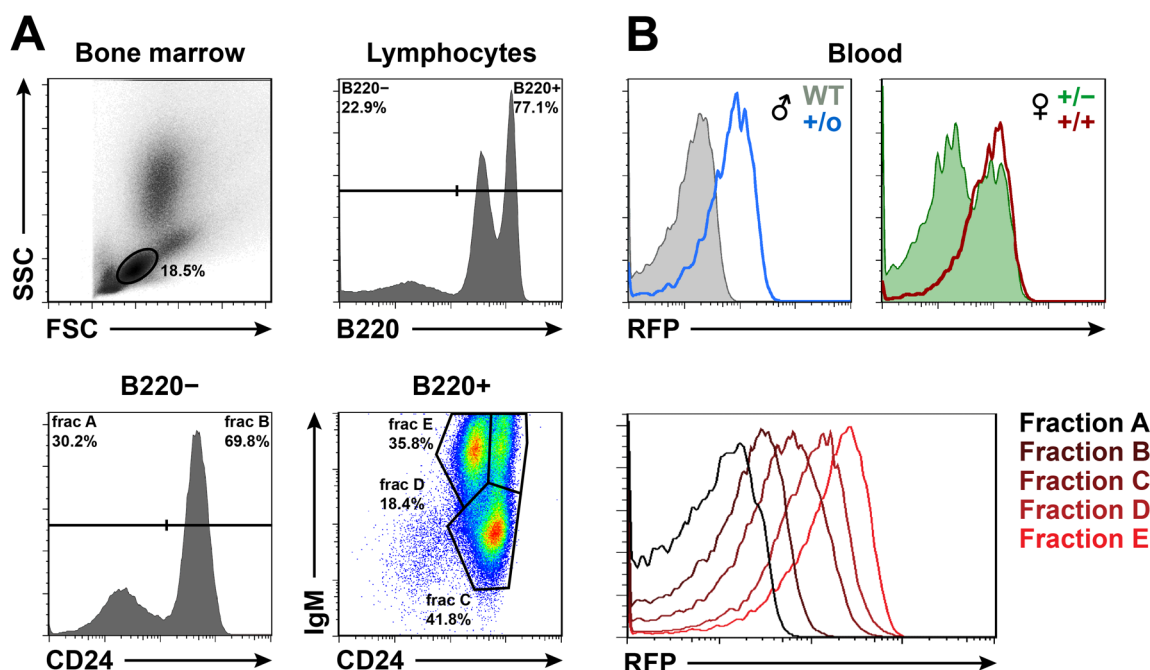 A
Bone marrow
Lymphocytes
B
Blood
B220−
22.9%
B220+
77.1%
♂ WT
+/o
♀ +/−
+/+
SSC
18.5%
FSC
B220
RFP
B220−
B220+
frac A
30.2%
frac B
69.8%
frac E
35.8%
frac D
18.4%
frac C
41.8%
IgM
CD24
CD24
Fraction A
Fraction B
Fraction C
Fraction D
Fraction E
RFP